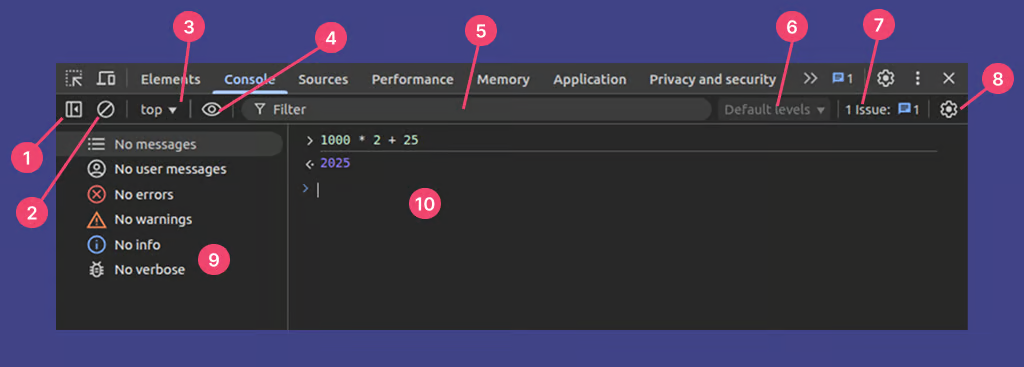 3 4 5 6 7
Elements Console Sources Performance Memory Application Privacy and security 1
8
top Filter Default levels 1 Issue: 1
1000 * 2 + 25
No messages
1
2025
No user messages
No errors
10
2
No warnings
No info
9
No verbose